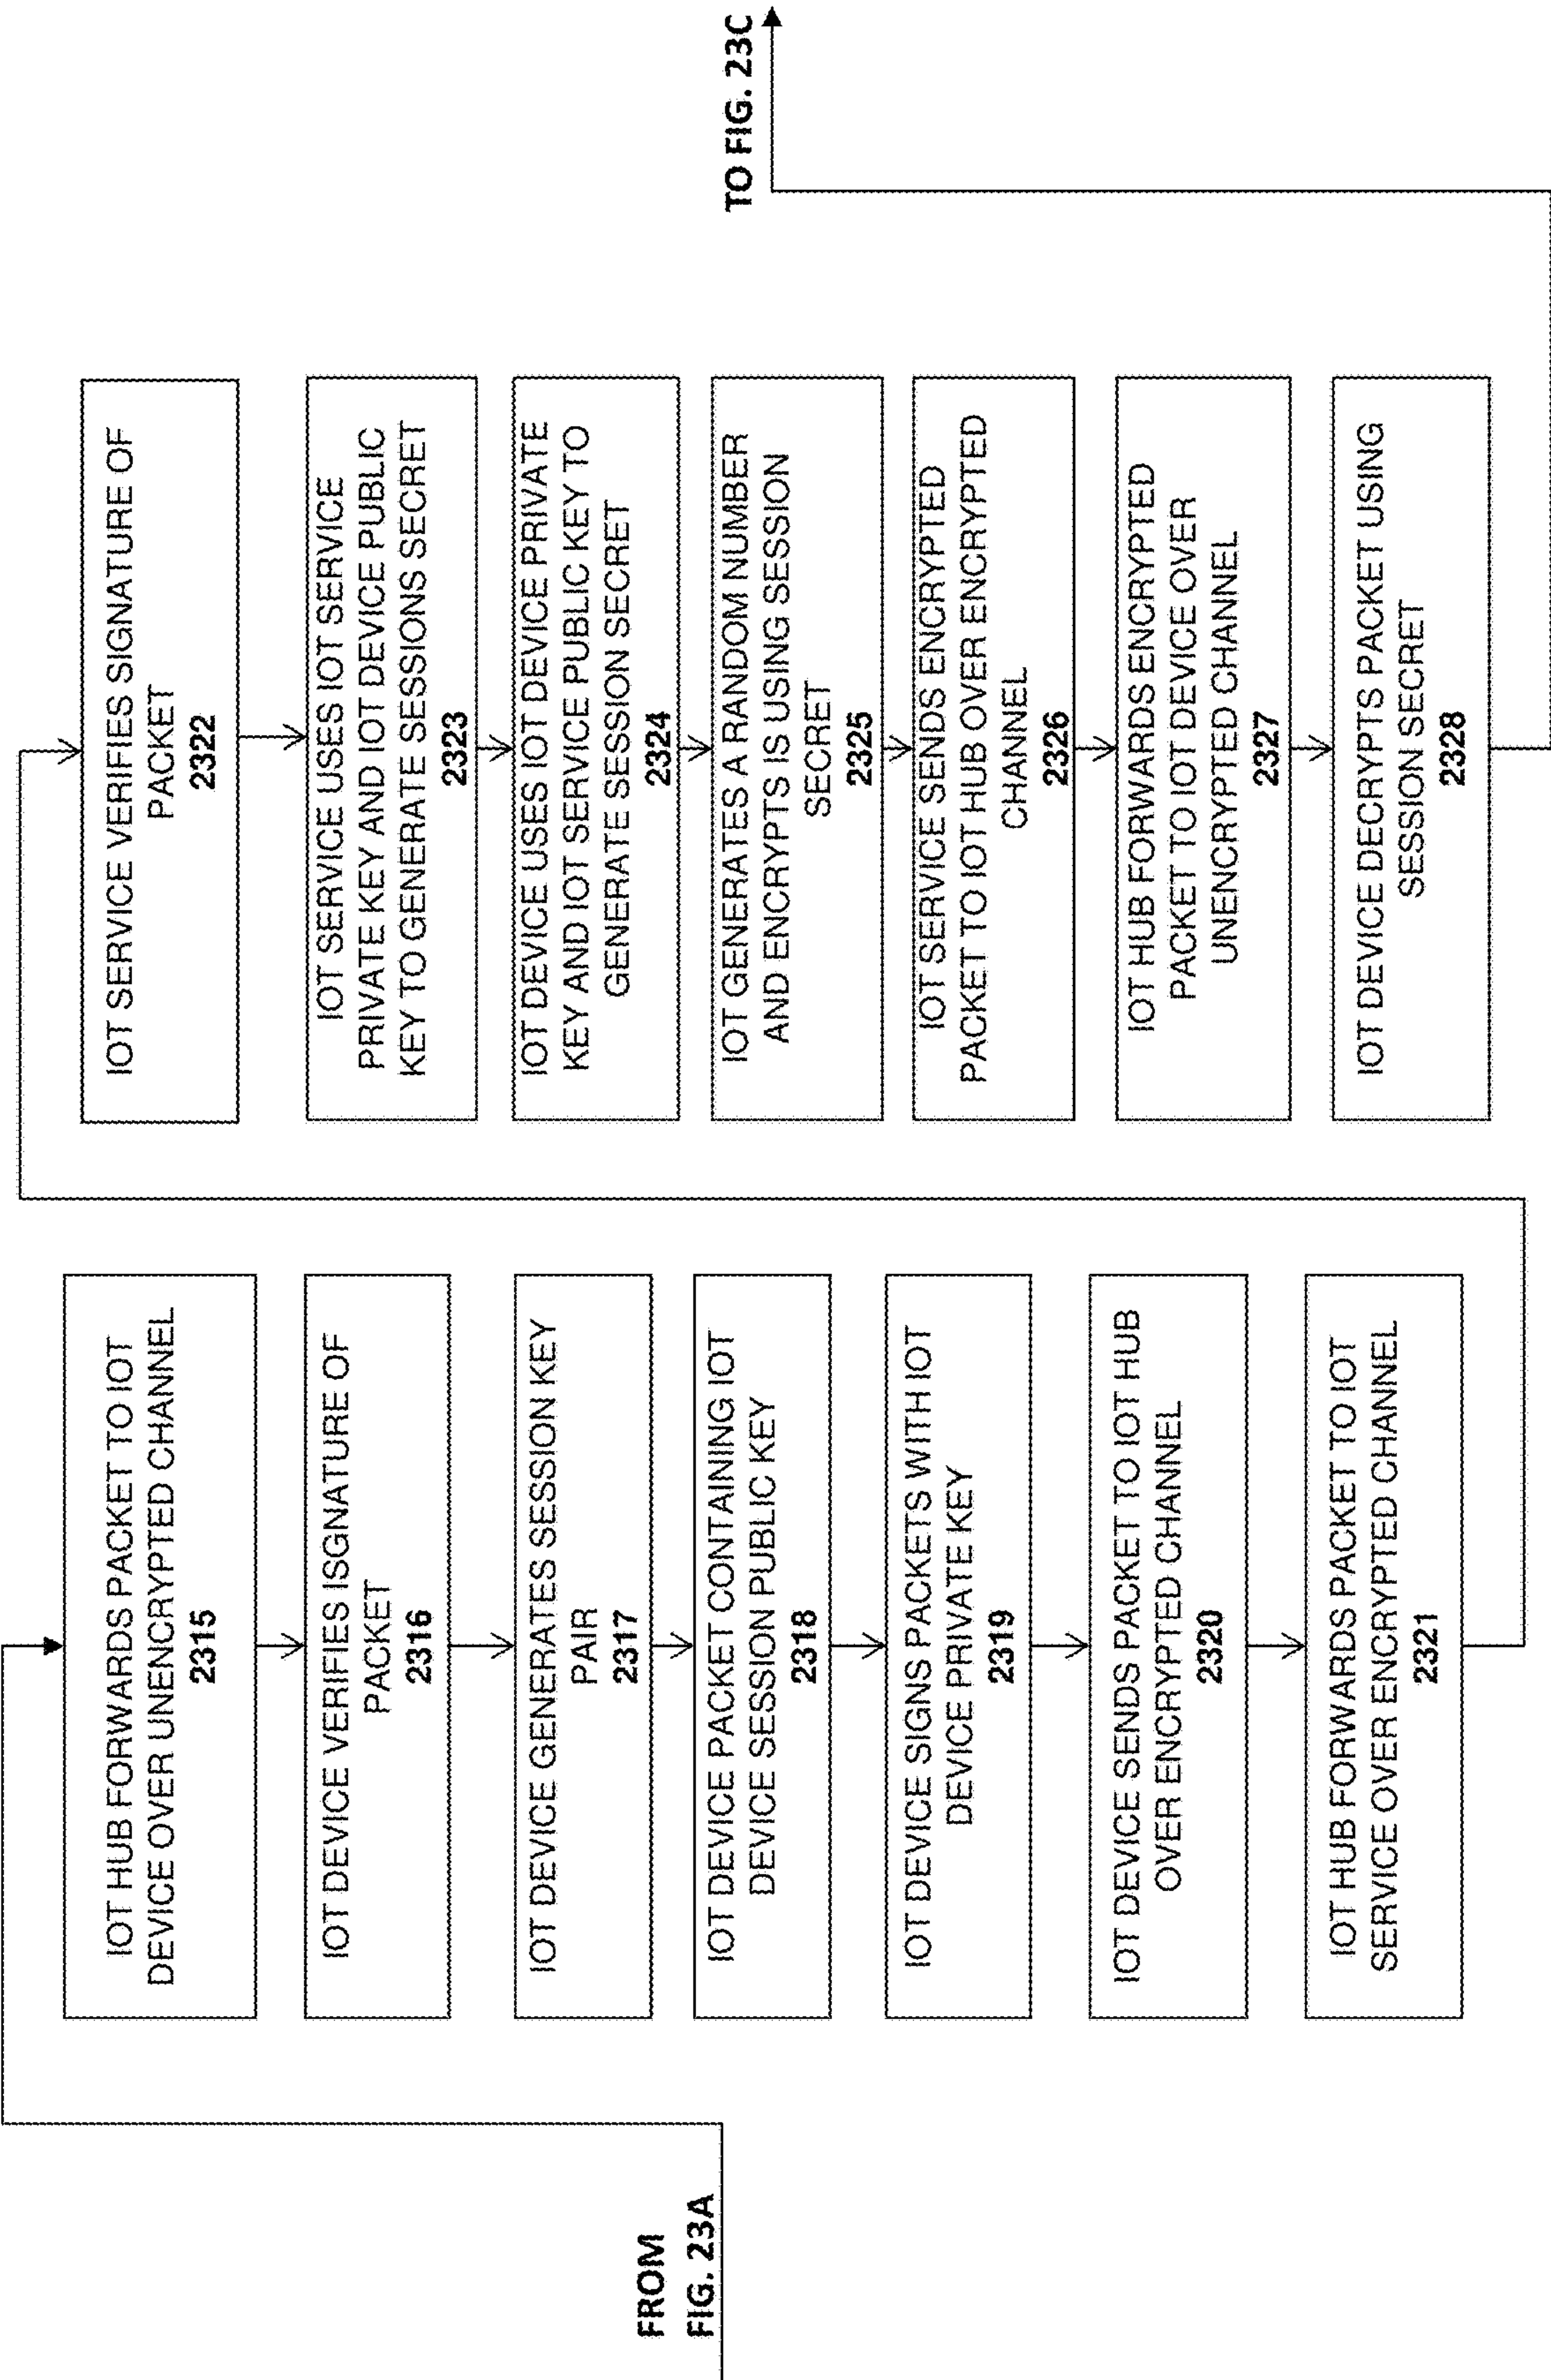 FROM
FIG. 23A
IOT HUB FORWARDS PACKET TO IOT
DEVICE OVER UNENCRYPTED CHANNEL
2315
IOT DEVICE VERIFIES ISGNATURE OF
PACKET
2316
IOT DEVICE GENERATES SESSION KEY
PAIR
2317
IOT DEVICE PACKET CONTAINING IOT
DEVICE SESSION PUBLIC KEY
2318
IOT DEVICE SIGNS PACKETS WITH IOT
DEVICE PRIVATE KEY
2319
IOT DEVICE SENDS PACKET TO IOT HUB
OVER ENCRYPTED CHANNEL
2320
IOT HUB FORWARDS PACKET TO IOT
SERVICE OVER ENCRYPTED CHANNEL
2321
IOT SERVICE VERIFIES SIGNATURE OF
PACKET
2322
IOT SERVICE USES IOT SERVICE
PRIVATE KEY AND IOT DEVICE PUBLIC
KEY TO GENERATE SESSIONS SECRET
2323
IOT DEVICE USES IOT DEVICE PRIVATE
KEY AND IOT SERVICE PUBLIC KEY TO
GENERATE SESSION SECRET
2324
IOT GENERATES A RANDOM NUMBER
AND ENCRYPTS IS USING SESSION
SECRET
2325
IOT SERVICE SENDS ENCRYPTED
PACKET TO IOT HUB OVER ENCRYPTED
CHANNEL
2326
IOT HUB FORWARDS ENCRYPTED
PACKET TO IOT DEVICE OVER
UNENCRYPTED CHANNEL
2327
IOT DEVICE DECRYPTS PACKET USING
SESSION SECRET
2328
TO FIG. 23C